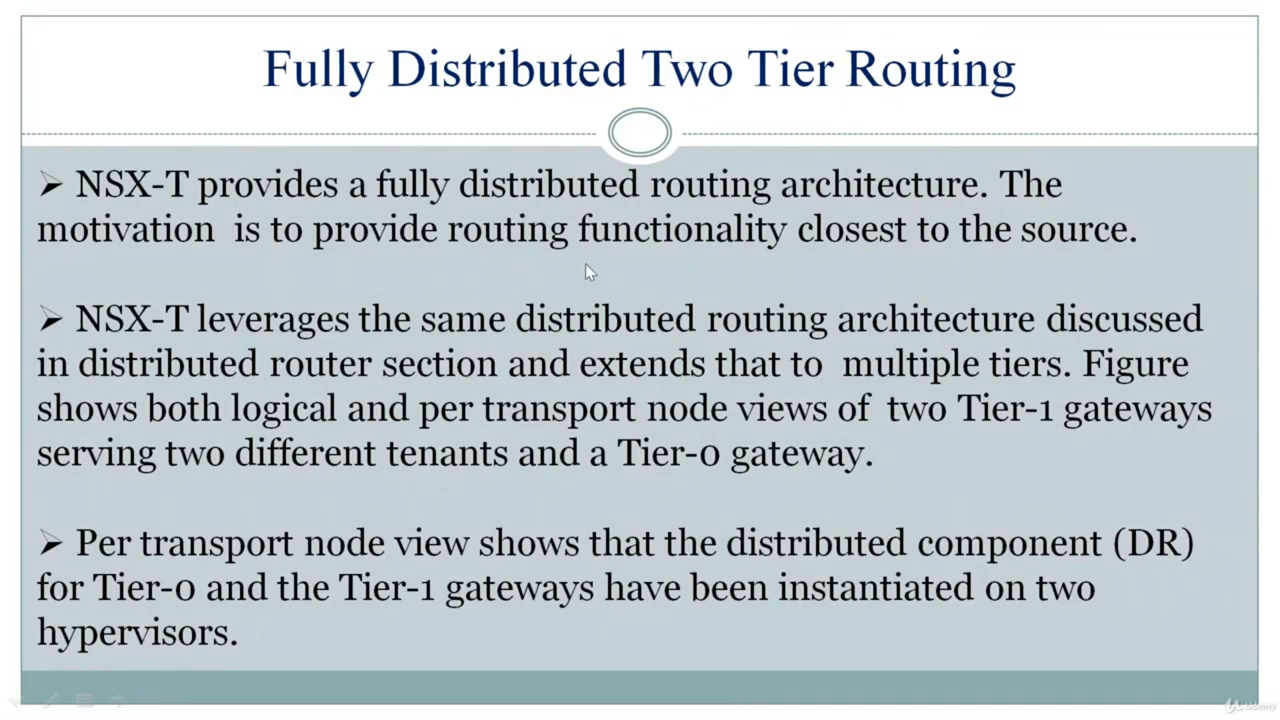 Fully Distributed Two Tier Routing
➢ NSX-T provides a fully distributed routing architecture. The
motivation is to provide routing functionality closest to the source.
➢ NSX-T leverages the same distributed routing architecture discussed
in distributed router section and extends that to multiple tiers. Figure
shows both logical and per transport node views of two Tier-1 gateways
serving two different tenants and a Tier-0 gateway.
➢ Per transport node view shows that the distributed component (DR)
for Tier-0 and the Tier-1 gateways have been instantiated on two
hypervisors.
Udemy